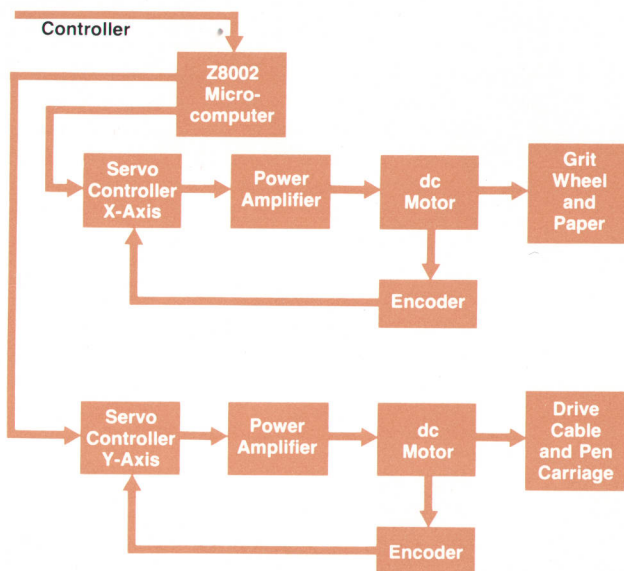 Controller
Z8002
Micro-
computer
Servo
Controller
X-Axis
Power
Amplifier
dc
Motor
Grit
Wheel
and
Paper
Encoder
Servo
Controller
Y-Axis
Power
Amplifier
dc
Motor
Drive
Cable
and Pen
Carriage
Encoder